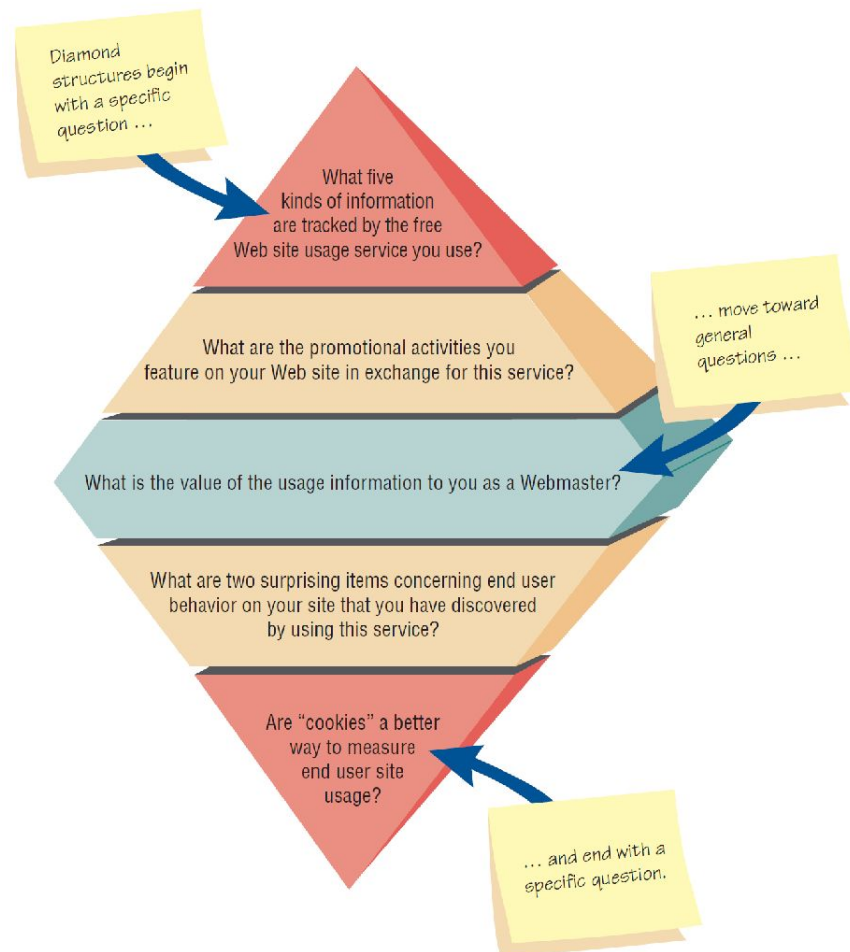 Diamond
structures begin
with a specific
question ...
What five
kinds of information
are tracked by the free
Web site usage service you use?
What are the promotional activities you
feature on your Web site in exchange for this service?
... move toward
general
questions ...
What is the value of the usage information to you as a Webmaster?
What are two surprising items concerning end user
behavior on your site that you have discovered
by using this service?
Are “cookies” a better
way to measure
end user site
usage?
... and end with a
specific question.